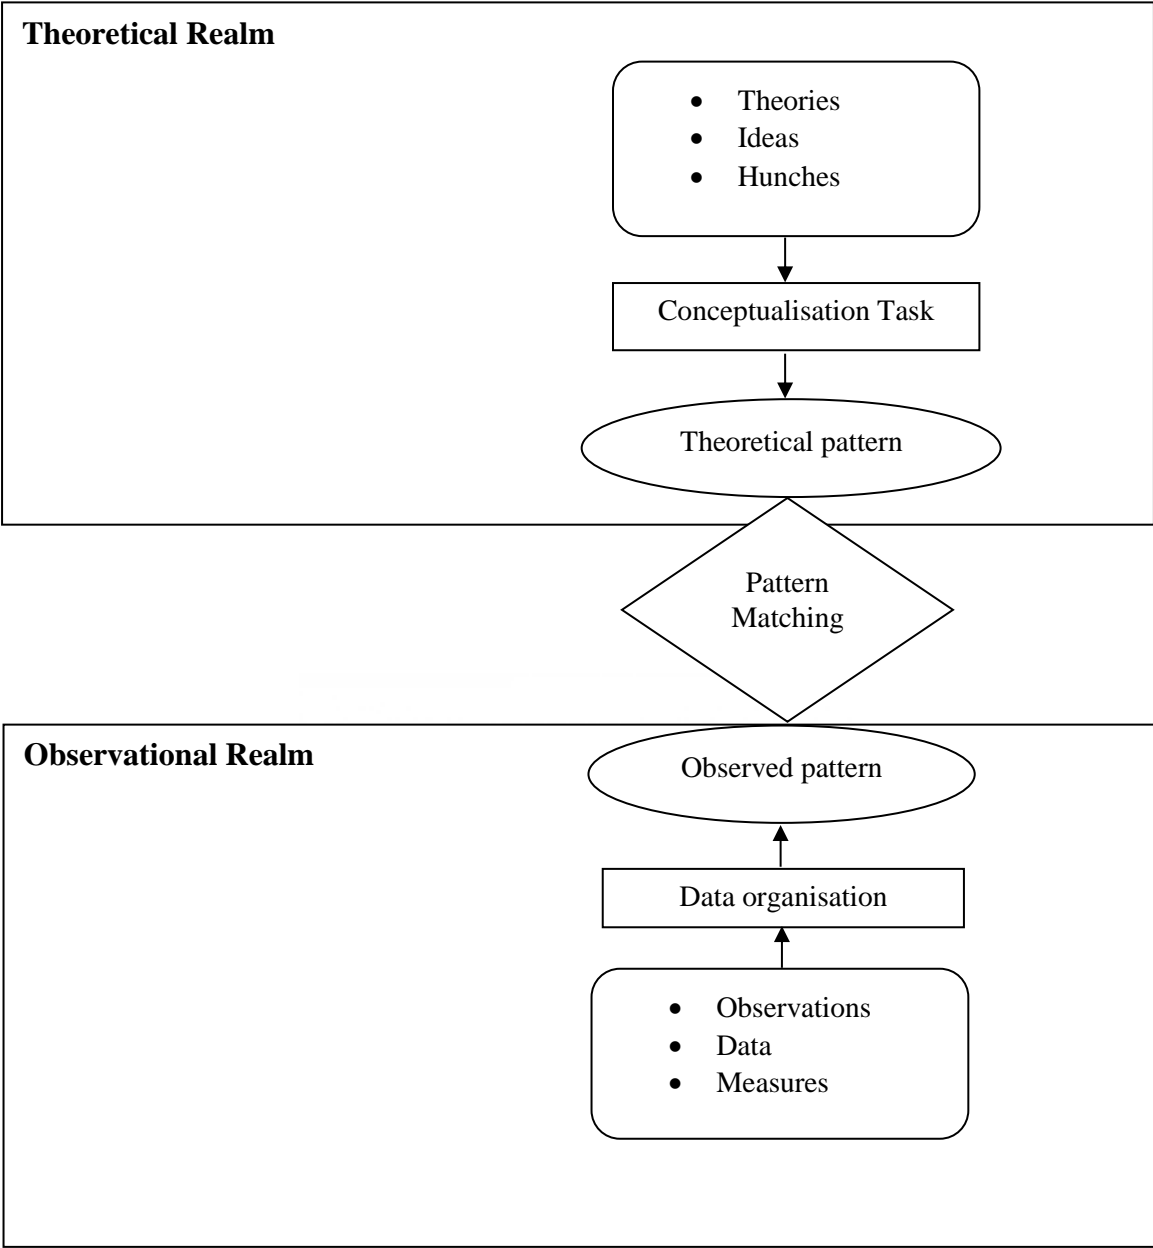 Theoretical Realm
• Theories
• Ideas
• Hunches
Conceptualisation Task
Theoretical pattern
Pattern
Matching
Observational Realm
Observed pattern
Data organisation
• Observations
• Data
• Measures